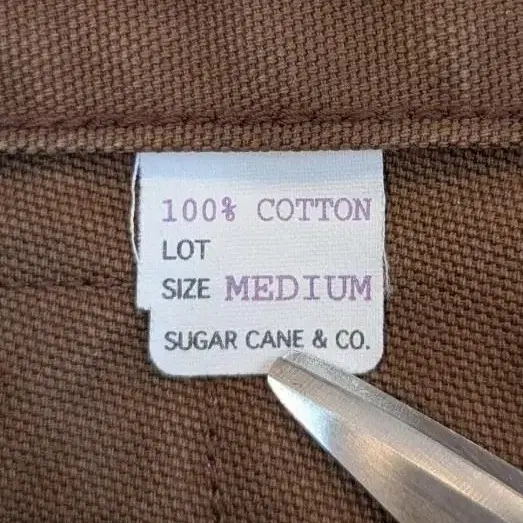 100% COTTON
LOT
SIZE MEDIUM
SUGAR CANE & CO.